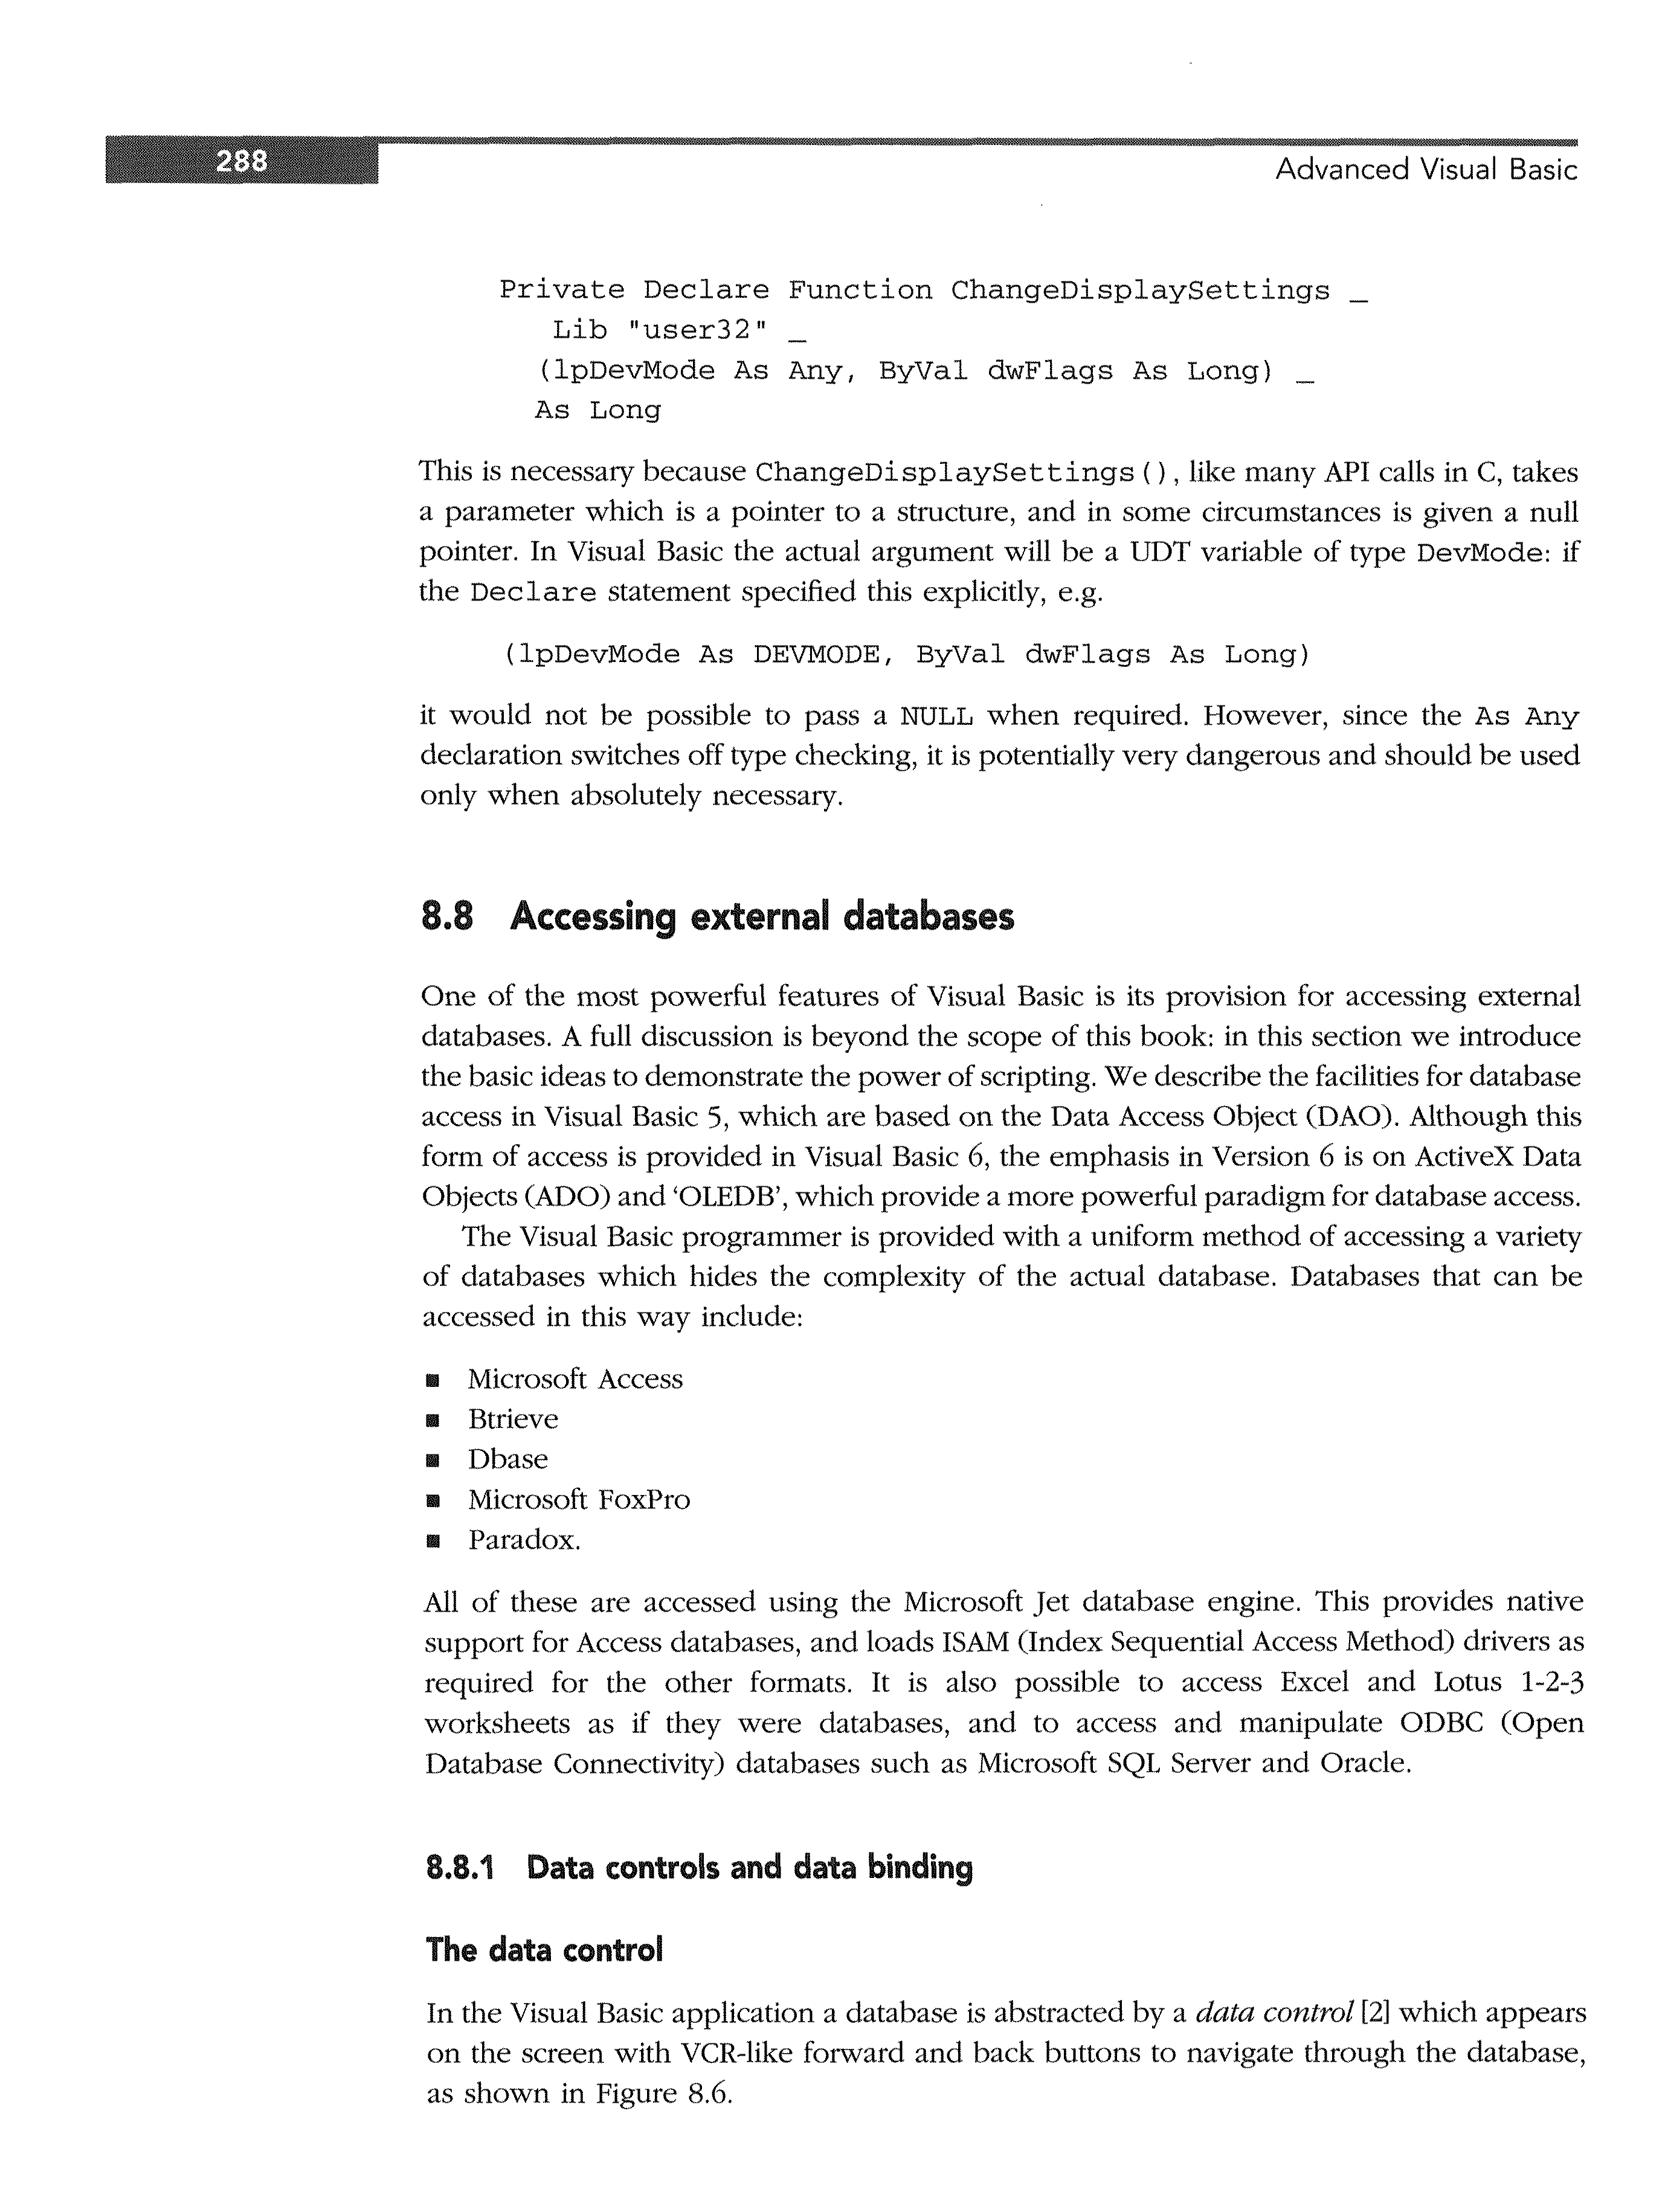 288
Advanced Visual Basic
Private Declare Function ChangeDisplaySettings _
Lib "user32" _
(lpDevMode As Any, ByVal dwFlags As Long) _
As Long
This is necessary because ChangeDisplaySettings(), like many API calls in C, takes
a parameter which is a pointer to a structure, and in some circumstances is given a null
pointer. In Visual Basic the actual argument will be a UDT variable of type DevMode: if
the Declare statement specified this explicitly, e.g.
(lpDevMode As DEVMODE, ByVal dwFlags As Long)
it would not be possible to pass a NULL when required. However, since the As Any
declaration switches off type checking, it is potentially very dangerous and should be used
only when absolutely necessary.
8.8 Accessing external databases
One of the most powerful features of Visual Basic is its provision for accessing external
databases. A full discussion is beyond the scope of this book: in this section we introduce
the basic ideas to demonstrate the power of scripting. We describe the facilities for database
access in Visual Basic 5, which are based on the Data Access Object (DAO). Although this
form of access is provided in Visual Basic 6, the emphasis in Version 6 is on ActiveX Data
Objects (ADO) and ‘OLEDB’, which provide a more powerful paradigm for database access.
The Visual Basic programmer is provided with a uniform method of accessing a variety
of databases which hides the complexity of the actual database. Databases that can be
accessed in this way include:
■ Microsoft Access
■ Btrieve
■ Dbase
■ Microsoft FoxPro
■ Paradox.
All of these are accessed using the Microsoft Jet database engine. This provides native
support for Access databases, and loads ISAM (Index Sequential Access Method) drivers as
required for the other formats. It is also possible to access Excel and Lotus 1-2-3
worksheets as if they were databases, and to access and manipulate ODBC (Open
Database Connectivity) databases such as Microsoft SQL Server and Oracle.
8.8.1 Data controls and data binding
The data control
In the Visual Basic application a database is abstracted by a data control [2] which appears
on the screen with VCR-like forward and back buttons to navigate through the database,
as shown in Figure 8.6.